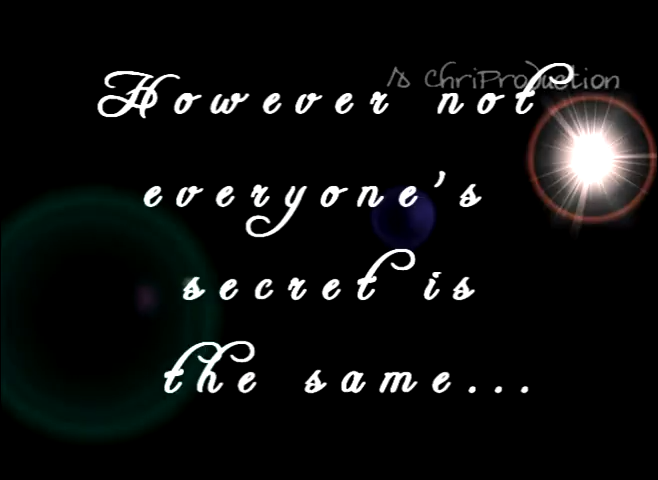 A ChriProduction
However not
everyone's
secret is
the same...